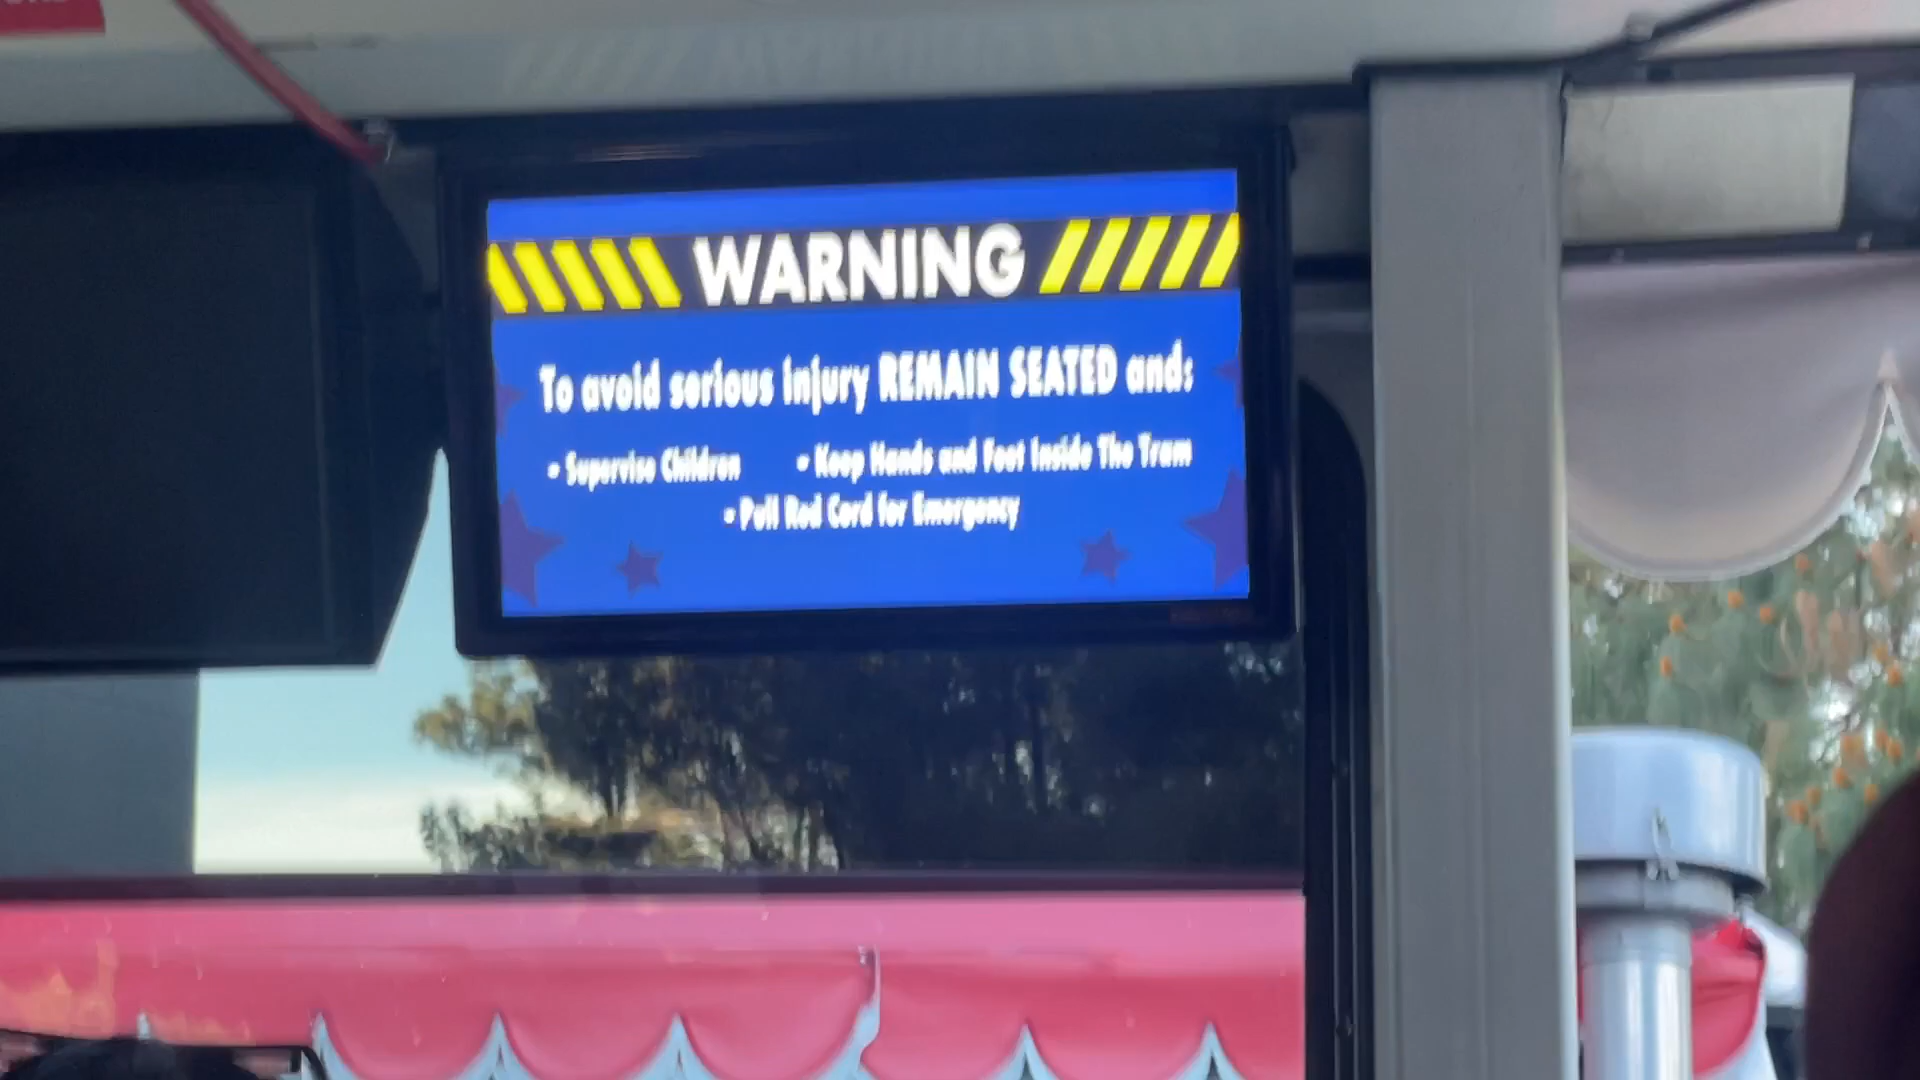 WARNING
To avoid serious injury REMAIN SEATED and:
• Supervise Children • Keep Hands and Feet Inside The Tram
• Pull Red Cord for Emergency